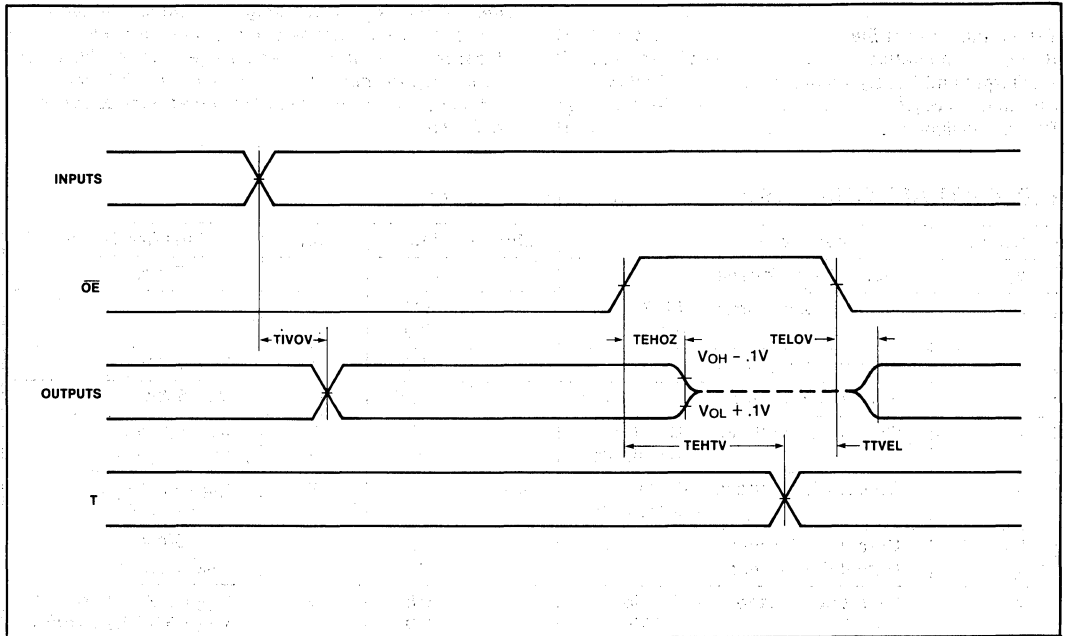 INPUTS
OE
TIVOV
TEHOZ
TELOV
VOH – .1V
OUTPUTS
VOL + .1V
TEHTV
TTVEL
T